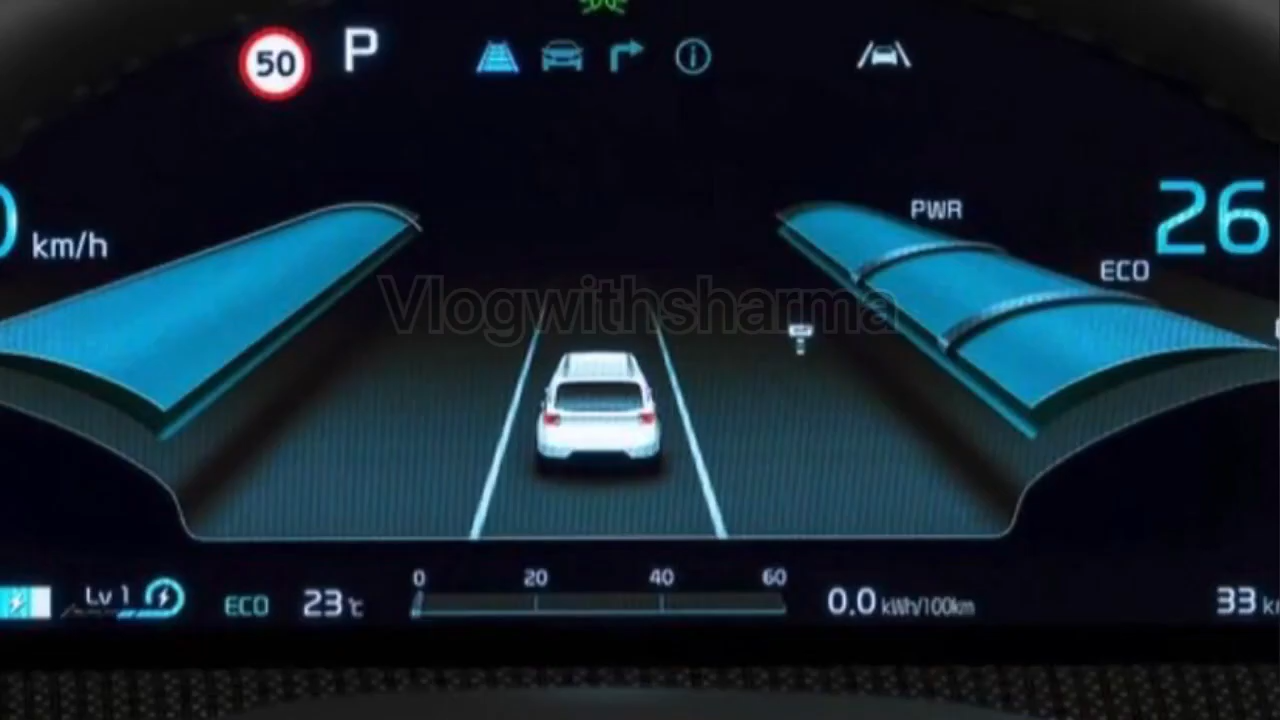 50 P
26
km/h
PWR
ECO
Vlogwithsharma
0 20 40 60
Lv 1
ECO 23℃
0.0 kWh/100km
33